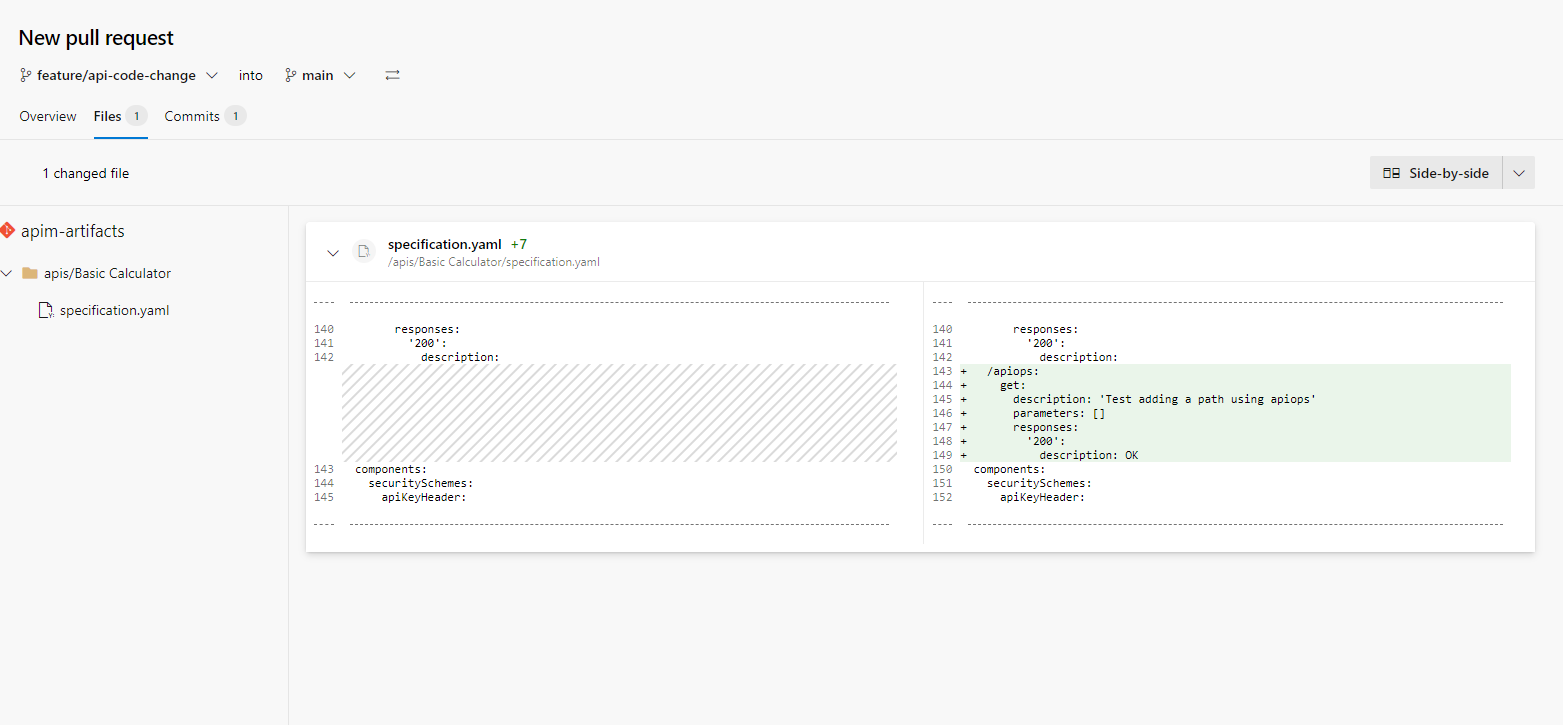 New pull request
feature/api-code-change into main
Overview Files 1 Commits 1
1 changed file
Side-by-side
apim-artifacts
apis/Basic Calculator
specification.yaml
specification.yaml +7
/apis/Basic Calculator/specification.yaml
140 responses:
141 '200':
142 description:
143 components:
144 securitySchemes:
145 apiKeyHeader:
140 responses:
141 '200':
142 description:
143 + /apiops:
144 + get:
145 + description: 'Test adding a path using apiops'
146 + parameters: []
147 + responses:
148 + '200':
149 + description: OK
150 components:
151 securitySchemes:
152 apiKeyHeader: